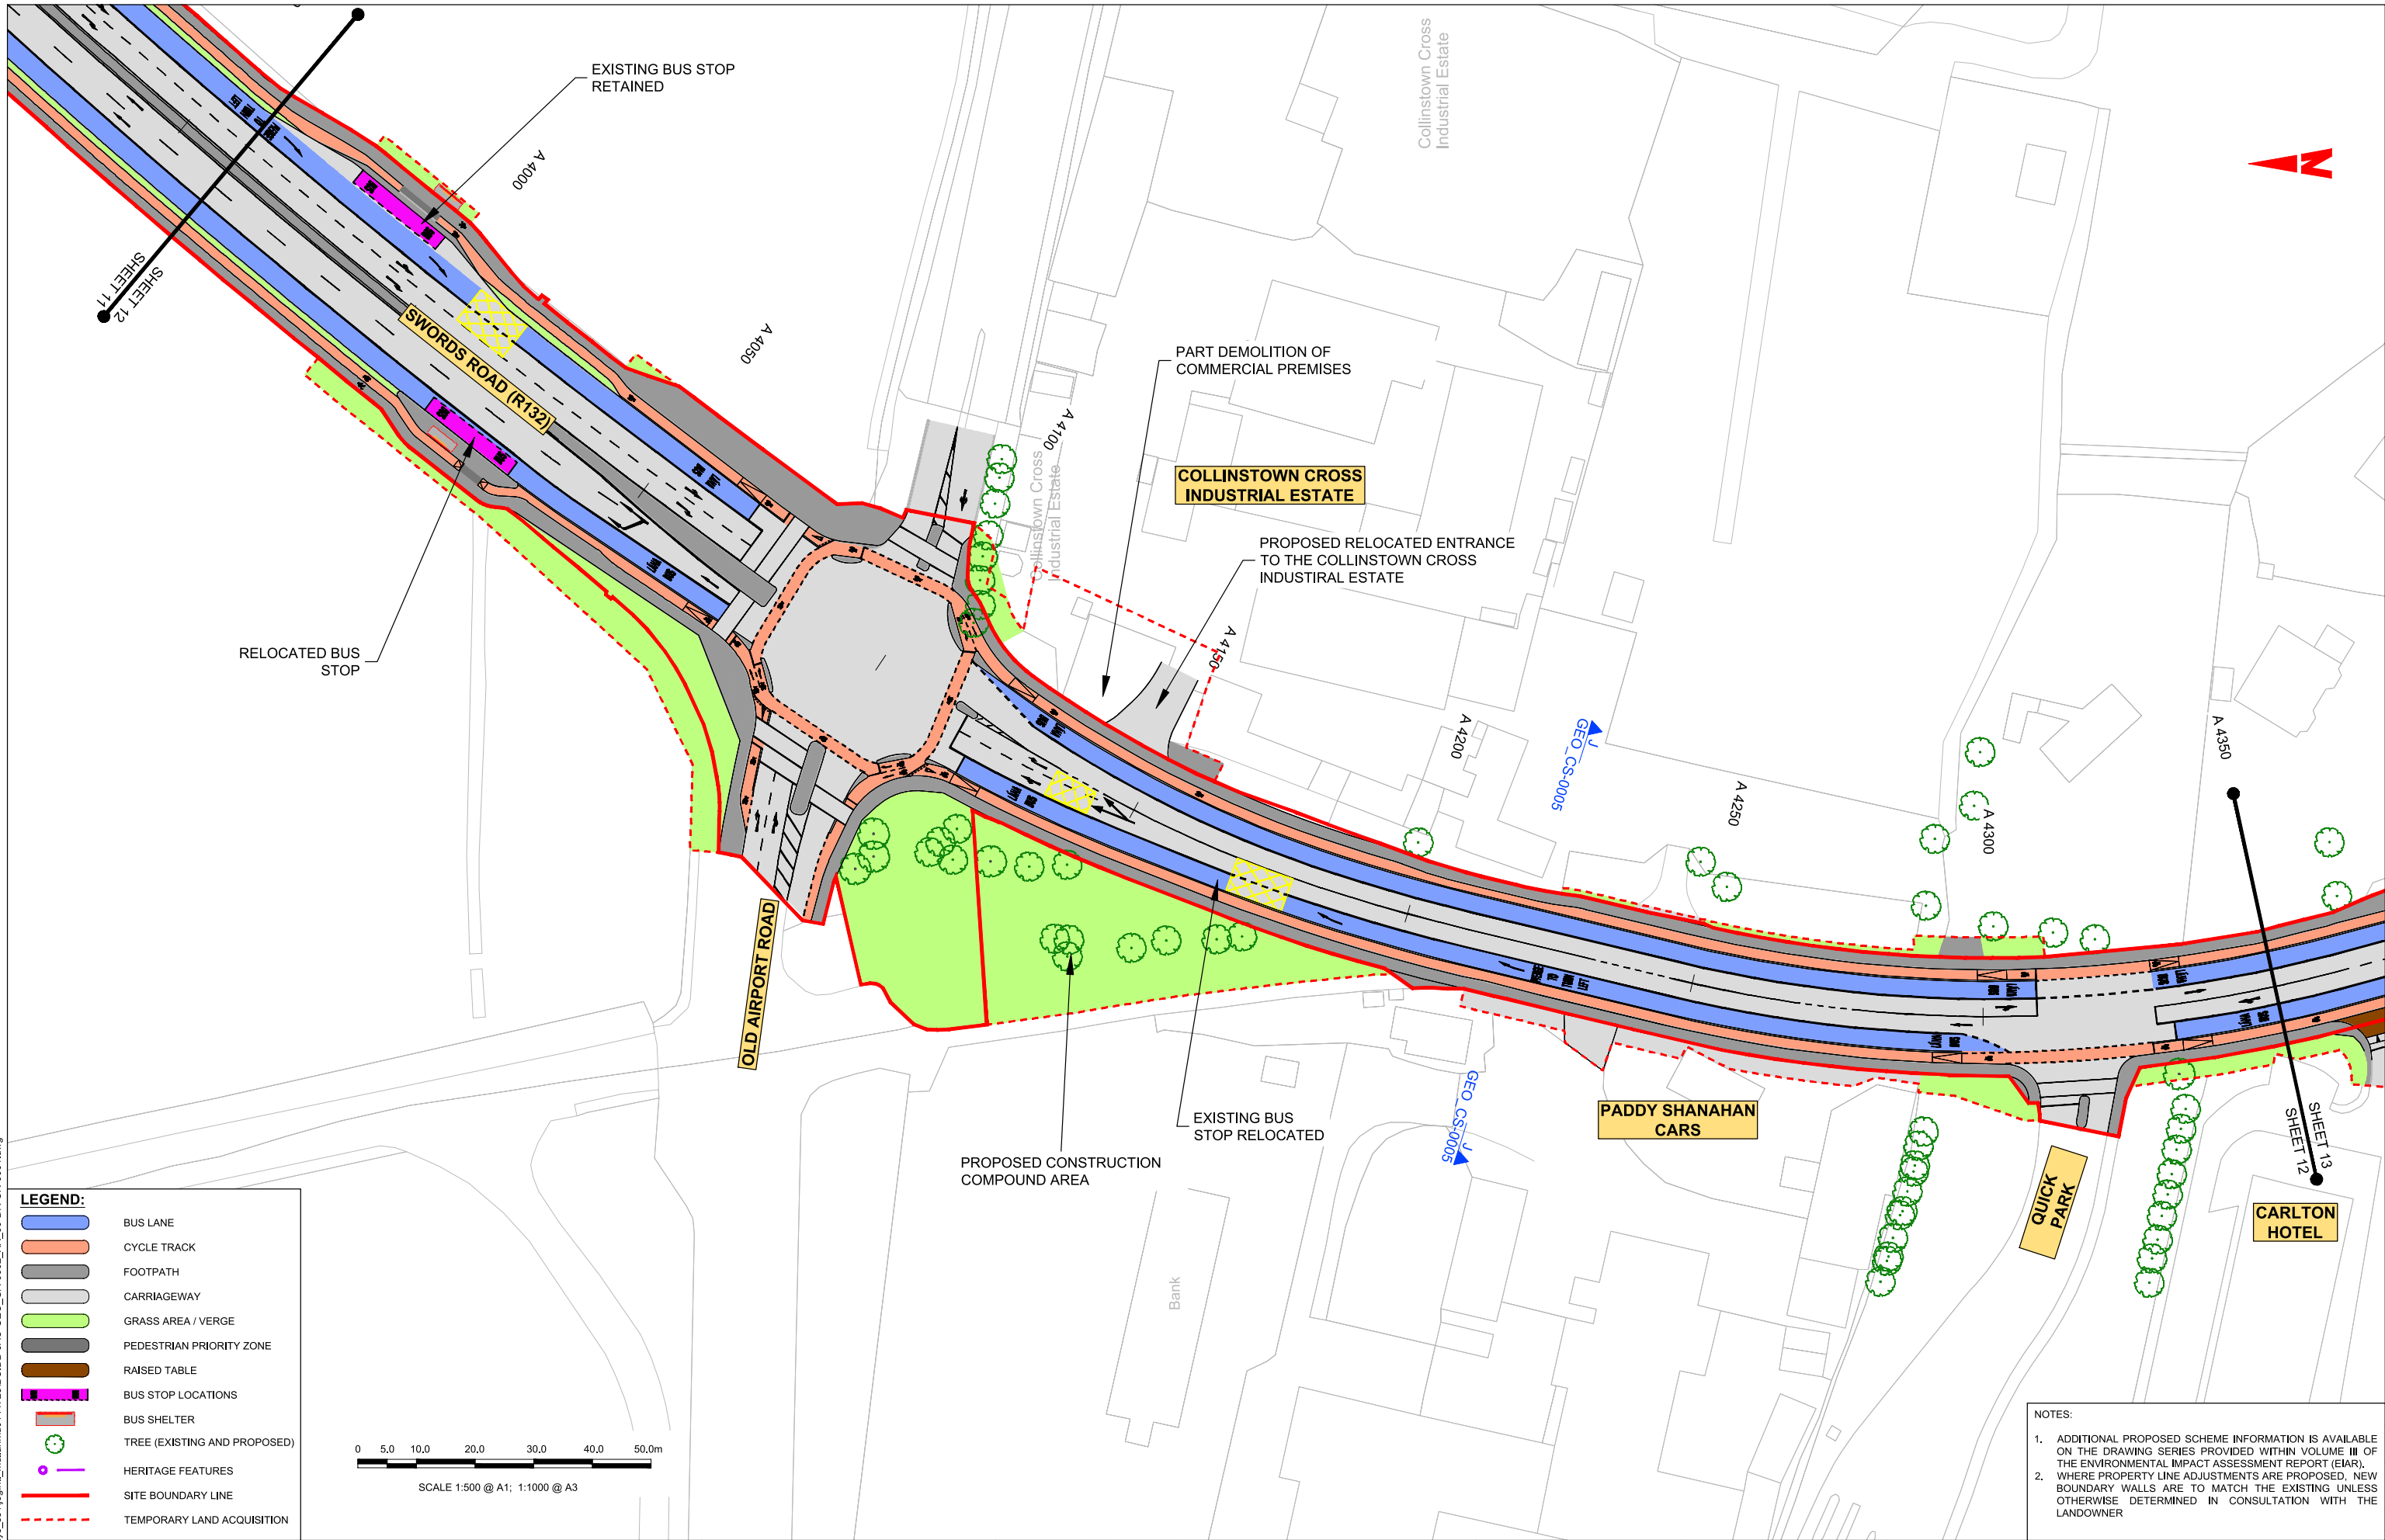 EXISTING BUS STOP
RETAINED
Collinstown Cross
Industrial Estate
N
A 4000
SHEET 11
SHEET 12
SWORDS ROAD (R132)
A 4050
PART DEMOLITION OF
COMMERCIAL PREMISES
A 4100
Collinstown Cross
Industrial Estate
COLLINSTOWN CROSS
INDUSTRIAL ESTATE
PROPOSED RELOCATED ENTRANCE
TO THE COLLINSTOWN CROSS
INDUSTIRAL ESTATE
RELOCATED BUS
STOP
A 4150
A 4200
J
GEO_CS-0005
A 4250
A 4300
A 4350
OLD AIRPORT ROAD
EXISTING BUS
STOP RELOCATED
PROPOSED CONSTRUCTION
COMPOUND AREA
J
GEO_CS-0005
PADDY SHANAHAN
CARS
QUICK
PARK
SHEET 13
SHEET 12
CARLTON
HOTEL
Bank
LEGEND:
BUS LANE
CYCLE TRACK
FOOTPATH
CARRIAGEWAY
GRASS AREA / VERGE
PEDESTRIAN PRIORITY ZONE
RAISED TABLE
BUS STOP LOCATIONS
BUS SHELTER
TREE (EXISTING AND PROPOSED)
HERITAGE FEATURES
SITE BOUNDARY LINE
TEMPORARY LAND ACQUISITION
0 5.0 10.0 20.0 30.0 40.0 50.0m
SCALE 1:500 @ A1; 1:1000 @ A3
NOTES:
1. ADDITIONAL PROPOSED SCHEME INFORMATION IS AVAILABLE
ON THE DRAWING SERIES PROVIDED WITHIN VOLUME III OF
THE ENVIRONMENTAL IMPACT ASSESSMENT REPORT (EIAR).
2. WHERE PROPERTY LINE ADJUSTMENTS ARE PROPOSED, NEW
BOUNDARY WALLS ARE TO MATCH THE EXISTING UNLESS
OTHERWISE DETERMINED IN CONSULTATION WITH THE
LANDOWNER